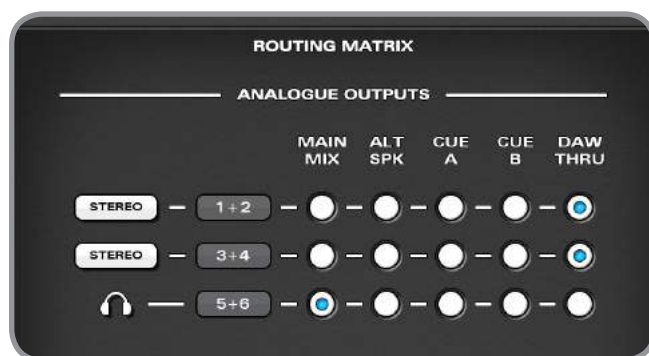 ROUTING MATRIX
ANALOGUE OUTPUTS
MAIN MIX ALT SPK CUE A CUE B DAW THRU
STEREO 1+2
STEREO 3+4
5+6